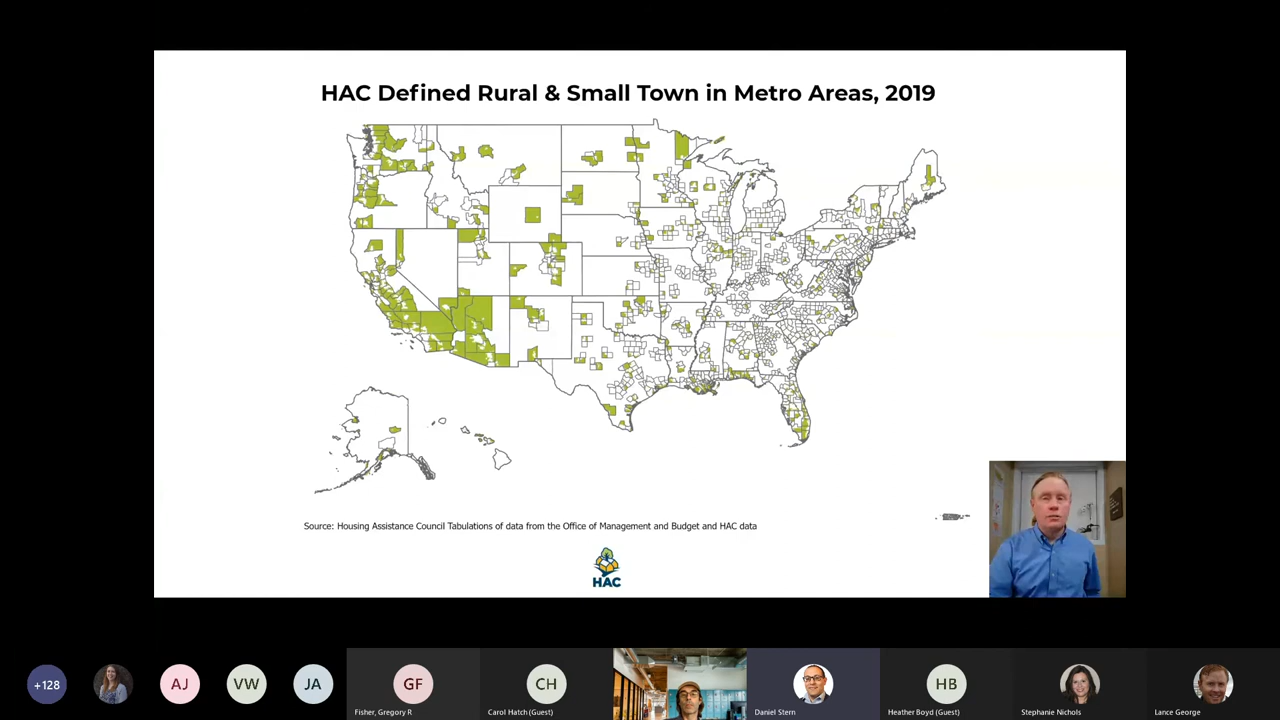 HAC Defined Rural & Small Town in Metro Areas, 2019
Source: Housing Assistance Council Tabulations of data from the Office of Management and Budget and HAC data
HAC
+128
AJ
VW
JA
GF
CH
HB
Fisher, Gregory R
Carol Hatch (Guest)
Daniel Stern
Heather Boyd (Guest)
Stephanie Nichols
Lance George